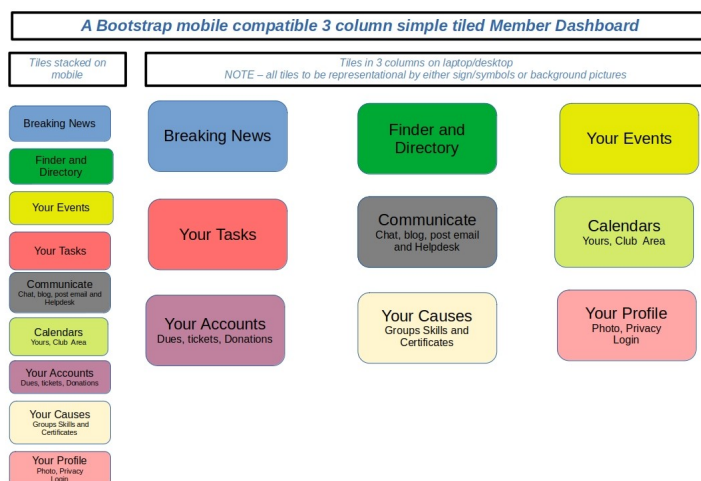 A Bootstrap mobile compatible 3 column simple tiled Member Dashboard
Tiles stacked on
mobile
Tiles in 3 columns on laptop/desktop
NOTE – all tiles to be representational by either sign/symbols or background pictures
Breaking News
Finder and
Directory
Your Events
Your Tasks
Communicate
Chat, blog, post email and
Helpdesk
Calendars
Yours, Club Area
Your Accounts
Dues, tickets, Donations
Your Causes
Groups Skills and
Certificates
Your Profile
Photo, Privacy
Login
Breaking News
Finder and
Directory
Your Events
Your Tasks
Communicate
Chat, blog, post email
and Helpdesk
Calendars
Yours, Club Area
Your Accounts
Dues, tickets, Donations
Your Causes
Groups Skills and
Certificates
Your Profile
Photo, Privacy
Login